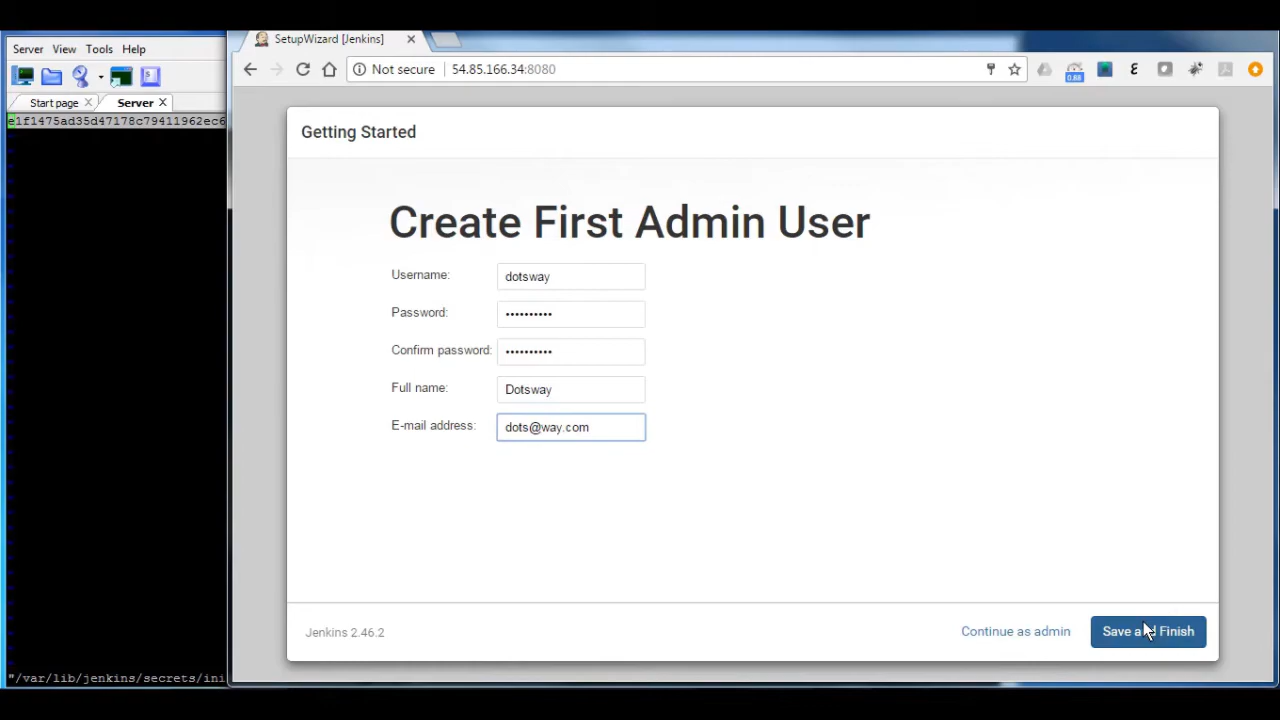 SetupWizard [Jenkins]
Server View Tools Help
Not secure 54.85.166.34:8080
0.88
Start page
Server
e1f1475ad35d47178c79411962ec6
Getting Started
Create First Admin User
Username: dotsway
Password: ••••••••••
Confirm password: ••••••••••
Full name: Dotsway
E-mail address: dots@way.com
Jenkins 2.46.2
Continue as admin
Save and Finish
"/var/lib/jenkins/secrets/ini